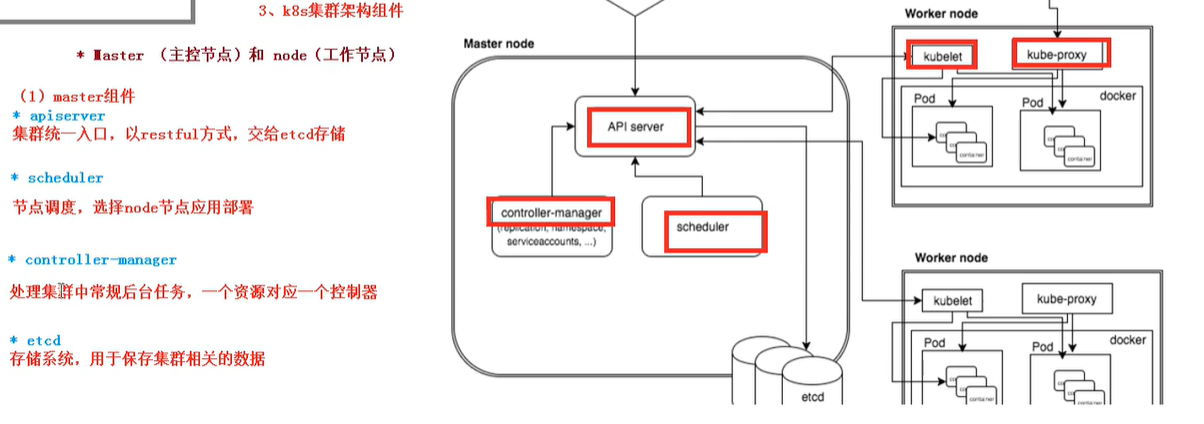 3、k8s集群架构组件
* Master （主控节点）和 node（工作节点）
（1）master组件
* apiserver
集群统一入口，以restful方式，交给etcd存储
* scheduler
节点调度，选择node节点应用部署
* controller-manager
处理集群中常规后台任务，一个资源对应一个控制器
* etcd
存储系统，用于保存集群相关的数据
Master node
API server
controller-manager
(replication, namespace,
serviceaccounts, ...)
scheduler
etcd
Worker node
kubelet
kube-proxy
docker
Pod
Pod
container
container
Worker node
kubelet
kube-proxy
docker
Pod
Pod
container
container